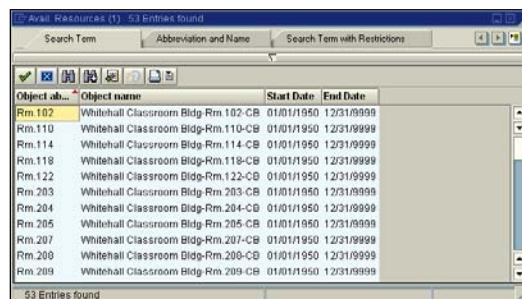 Avail. Resources (1) 53 Entries found
Search Term Abbreviation and Name Search Term with Restrictions
Object ab... Object name Start Date End Date
Rm.102 Whitehall Classroom Bldg-Rm.102-CB 01/01/1950 12/31/9999
Rm.110 Whitehall Classroom Bldg-Rm.110-CB 01/01/1950 12/31/9999
Rm.114 Whitehall Classroom Bldg-Rm.114-CB 01/01/1950 12/31/9999
Rm.118 Whitehall Classroom Bldg-Rm.118-CB 01/01/1950 12/31/9999
Rm.122 Whitehall Classroom Bldg-Rm.122-CB 01/01/1950 12/31/9999
Rm.203 Whitehall Classroom Bldg-Rm.203-CB 01/01/1950 12/31/9999
Rm.204 Whitehall Classroom Bldg-Rm.204-CB 01/01/1950 12/31/9999
Rm.205 Whitehall Classroom Bldg-Rm.205-CB 01/01/1950 12/31/9999
Rm.207 Whitehall Classroom Bldg-Rm.207-CB 01/01/1950 12/31/9999
Rm.208 Whitehall Classroom Bldg-Rm.208-CB 01/01/1950 12/31/9999
Rm.209 Whitehall Classroom Bldg-Rm.209-CB 01/01/1950 12/31/9999
53 Entries found